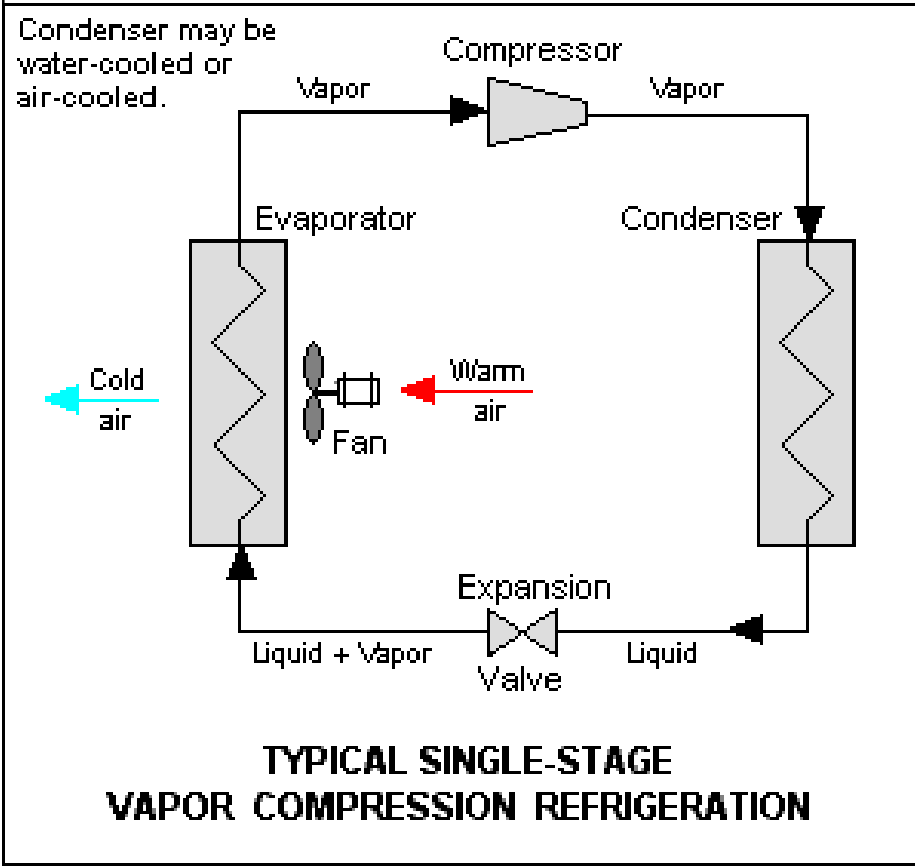 Condenser may be
water-cooled or
air-cooled.
Compressor
Vapor
Vapor
Evaporator
Condenser
Cold
air
Warm
air
Fan
Expansion
Valve
Liquid + Vapor
Liquid
TYPICAL SINGLE-STAGE
VAPOR COMPRESSION REFRIGERATION